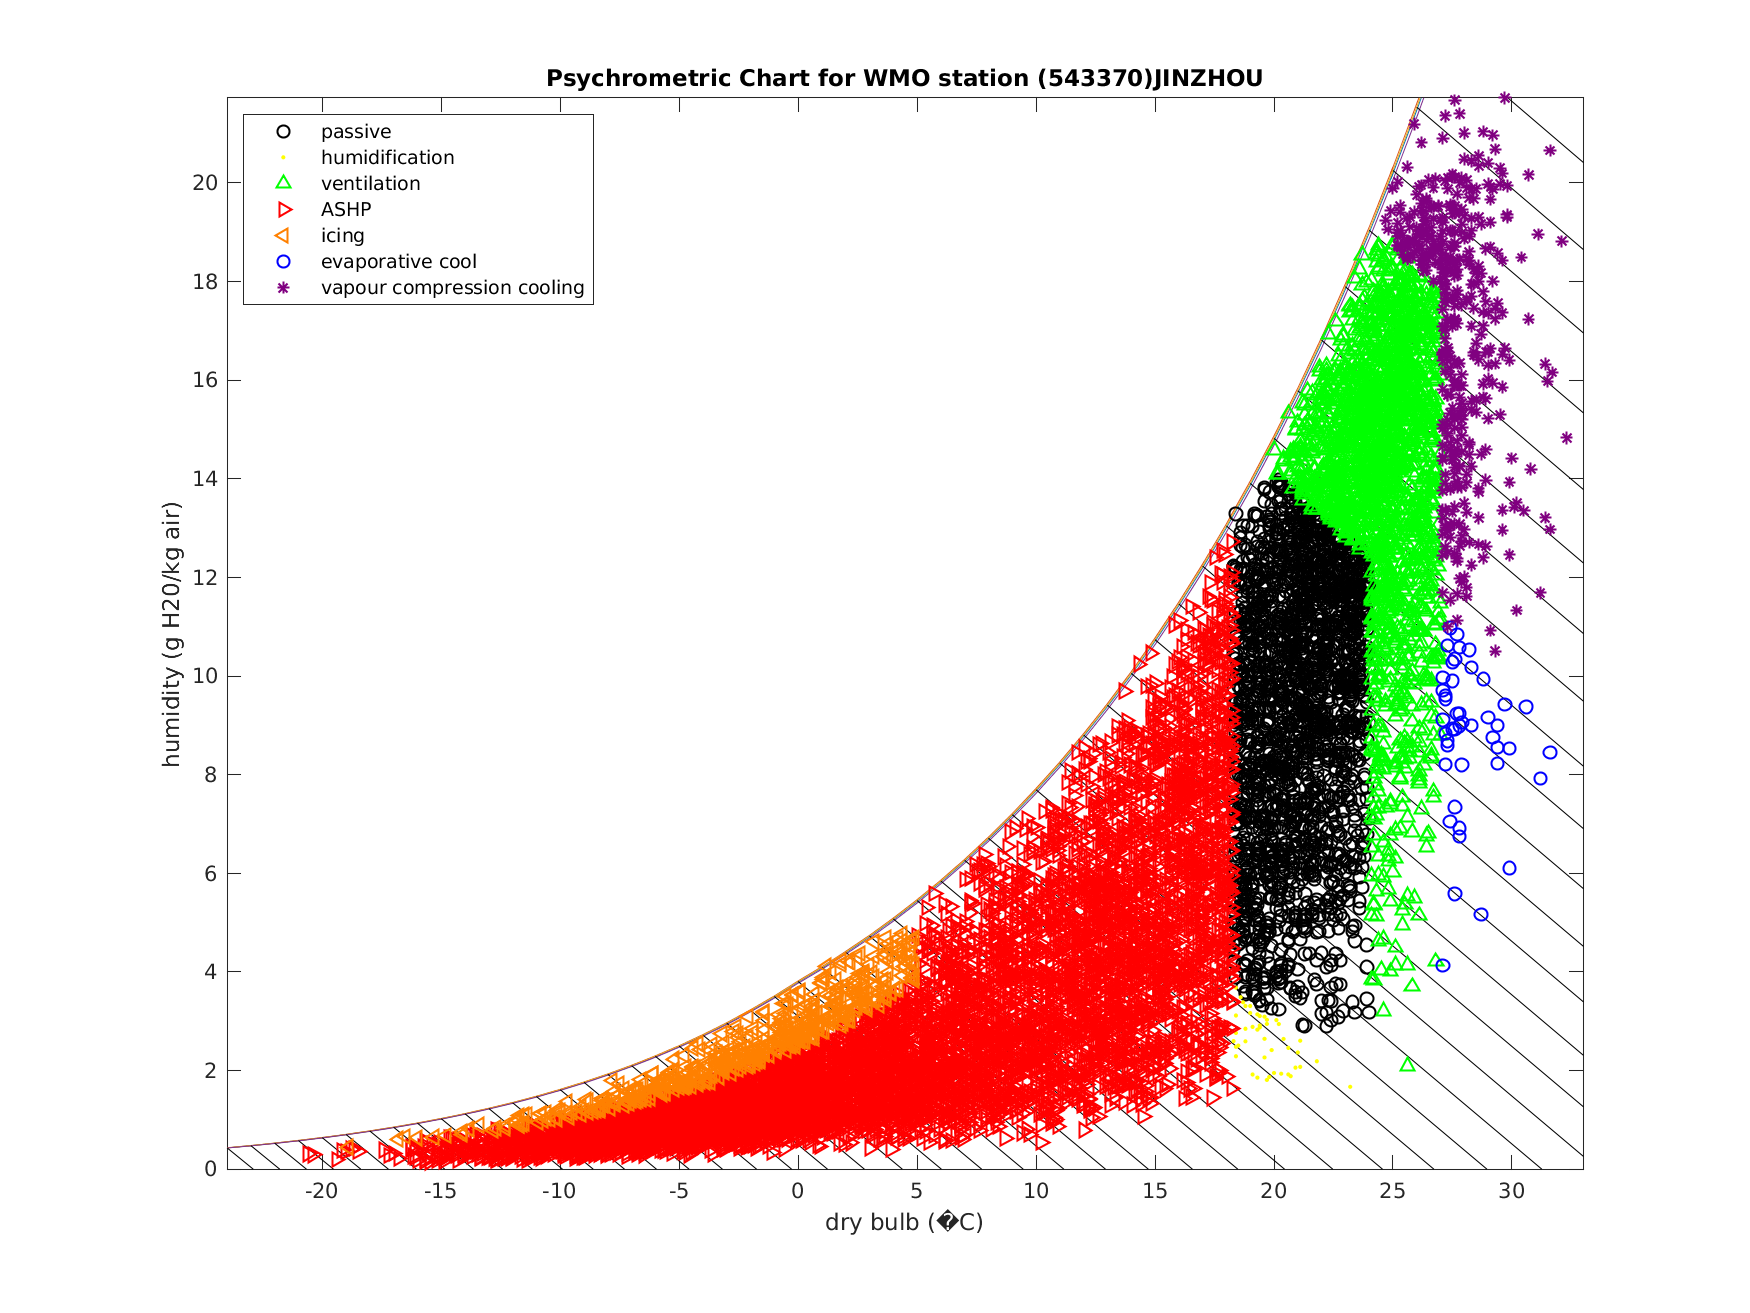 Psychrometric Chart for WMO station (543370)JINZHOU
passive
humidification
ventilation
ASHP
icing
evaporative cool
vapour compression cooling
humidity (g H20/kg air)
20
18
16
14
12
10
8
6
4
2
0
-20 -15 -10 -5 0 5 10 15 20 25 30
dry bulb (�C)